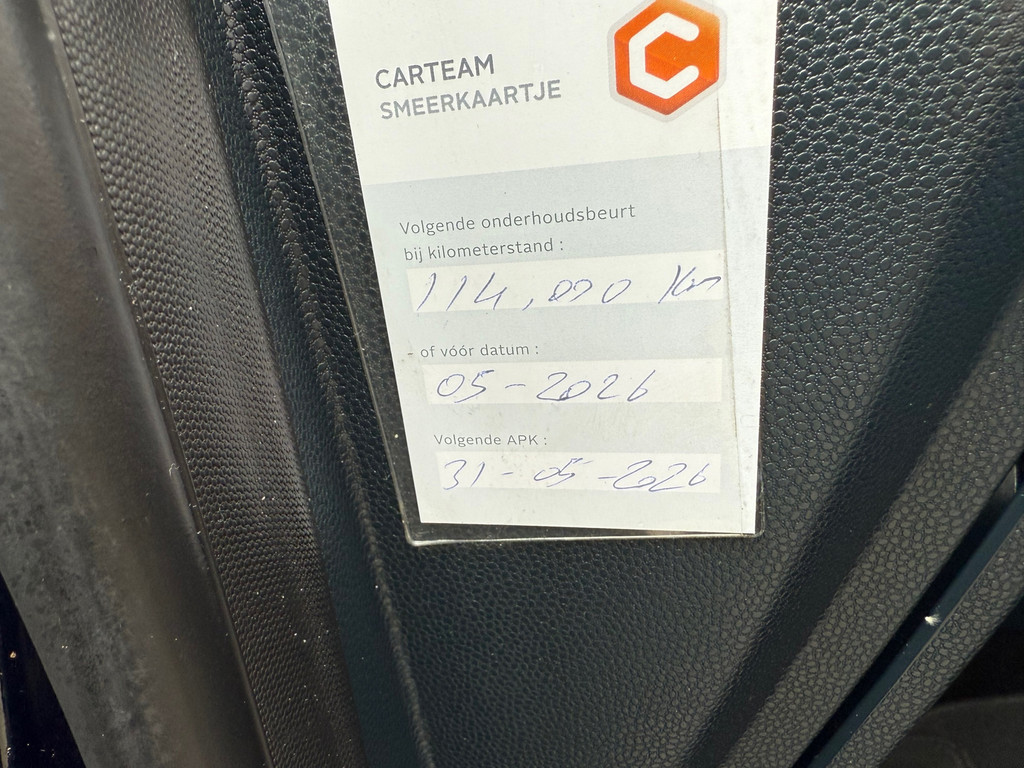 CARTEAM
SMEERKAARTJE
Volgende onderhoudsbeurt
bij kilometerstand :
114,000 Km
- of vóór datum :
05-2026
Volgende APK :
31-05-2026